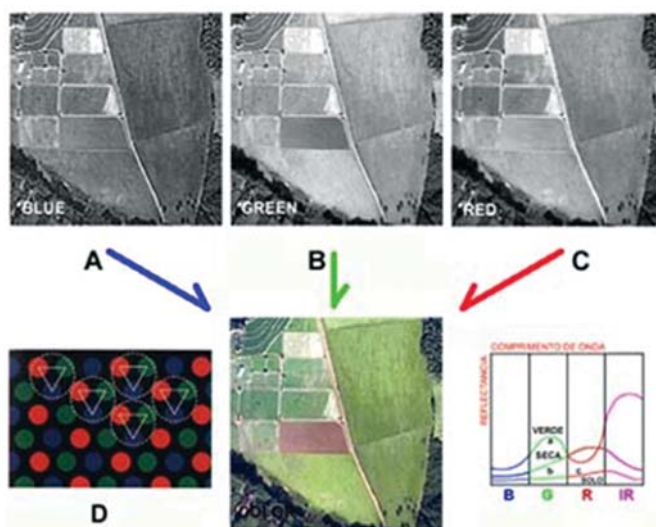 *BLUE
*GREEN
*RED
A
B
C
COMPRIMENTO DE ONDA
REFLECTÂNCIA
VERDE
a
SECA
b
c
SOLO
B
G
R
IR
D